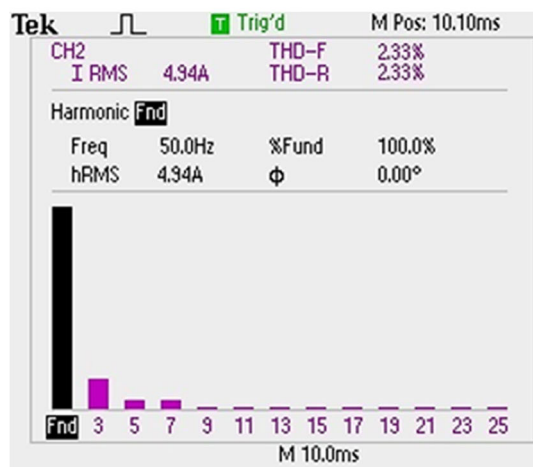 Tek T Trig'd M Pos: 10.10ms
CH2 THD-F 2.33%
I RMS 4.94A THD-R 2.33%
Harmonic Fnd
Freq 50.0Hz %Fund 100.0%
hRMS 4.94A Φ 0.00°
Fnd 3 5 7 9 11 13 15 17 19 21 23 25
M 10.0ms